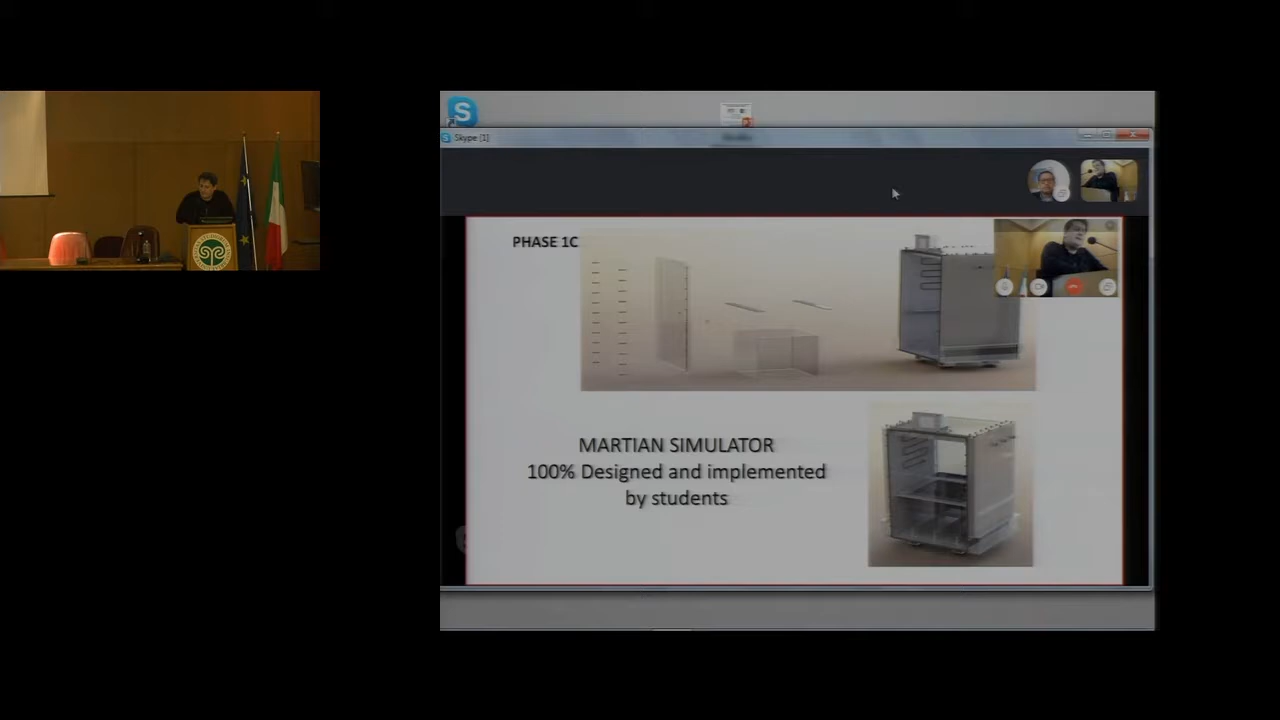 Skype [1]
PHASE 1C
MARTIAN SIMULATOR
100% Designed and implemented
by students